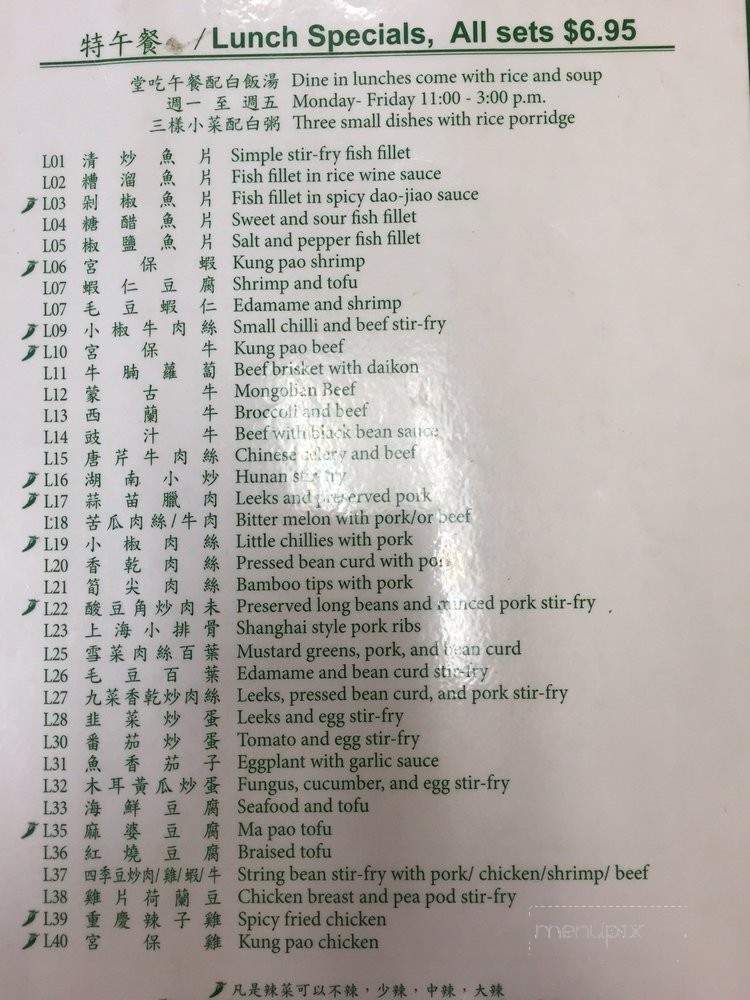 特午餐 / Lunch Specials, All sets $6.95
堂吃午餐配白飯湯 Dine in lunches come with rice and soup
週一 至 週五 Monday- Friday 11:00 - 3:00 p.m.
三樣小菜配白粥 Three small dishes with rice porridge
L01 清炒魚片 Simple stir-fry fish fillet
L02 糟溜魚片 Fish fillet in rice wine sauce
L03 剁椒魚片 Fish fillet in spicy dao-jiao sauce
L04 糖醋魚片 Sweet and sour fish fillet
L05 椒鹽魚片 Salt and pepper fish fillet
L06 宮保蝦 Kung pao shrimp
L07 蝦仁豆腐 Shrimp and tofu
L07 毛豆蝦仁 Edamame and shrimp
L09 小椒牛肉絲 Small chilli and beef stir-fry
L10 宮保牛 Kung pao beef
L11 牛腩蘿蔔 Beef brisket with daikon
L12 蒙古牛 Mongolian Beef
L13 西蘭牛 Broccoli and beef
L14 豉汁牛 Beef with black bean sauce
L15 唐芹牛肉絲 Chinese celery and beef
L16 湖南小炒 Hunan stir-fry
L17 蒜苗臘肉 Leeks and preserved pork
L18 苦瓜肉絲/牛肉 Bitter melon with pork/or beef
L19 小椒肉絲 Little chillies with pork
L20 香乾肉絲 Pressed bean curd with pork
L21 筍尖肉絲 Bamboo tips with pork
L22 酸豆角炒肉未 Preserved long beans and minced pork stir-fry
L23 上海小排骨 Shanghai style pork ribs
L25 雪菜肉絲百葉 Mustard greens, pork, and bean curd
L26 毛豆百葉 Edamame and bean curd stir-fry
L27 九菜香乾炒肉絲 Leeks, pressed bean curd, and pork stir-fry
L28 韭菜炒蛋 Leeks and egg stir-fry
L30 番茄炒蛋 Tomato and egg stir-fry
L31 魚香茄子 Eggplant with garlic sauce
L32 木耳黃瓜炒蛋 Fungus, cucumber, and egg stir-fry
L33 海鮮豆腐 Seafood and tofu
L35 麻婆豆腐 Ma pao tofu
L36 紅燒豆腐 Braised tofu
L37 四季豆炒肉/雞/蝦/牛 String bean stir-fry with pork/ chicken/shrimp/ beef
L38 雞片荷蘭豆 Chicken breast and pea pod stir-fry
L39 重慶辣子雞 Spicy fried chicken
L40 宮保雞 Kung pao chicken
menupix
凡是辣菜可以不辣，少辣，中辣，大辣